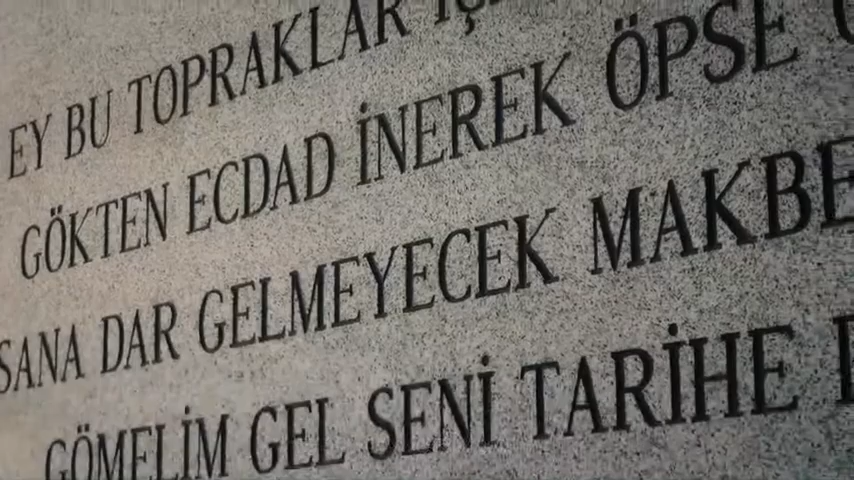 EY BU TOPRAKLAR İÇ
GÖKTEN ECDAD İNEREK ÖPSE
SANA DAR GELMEYECEK MAKBE
GÖMELİM GEL SENİ TARİHE